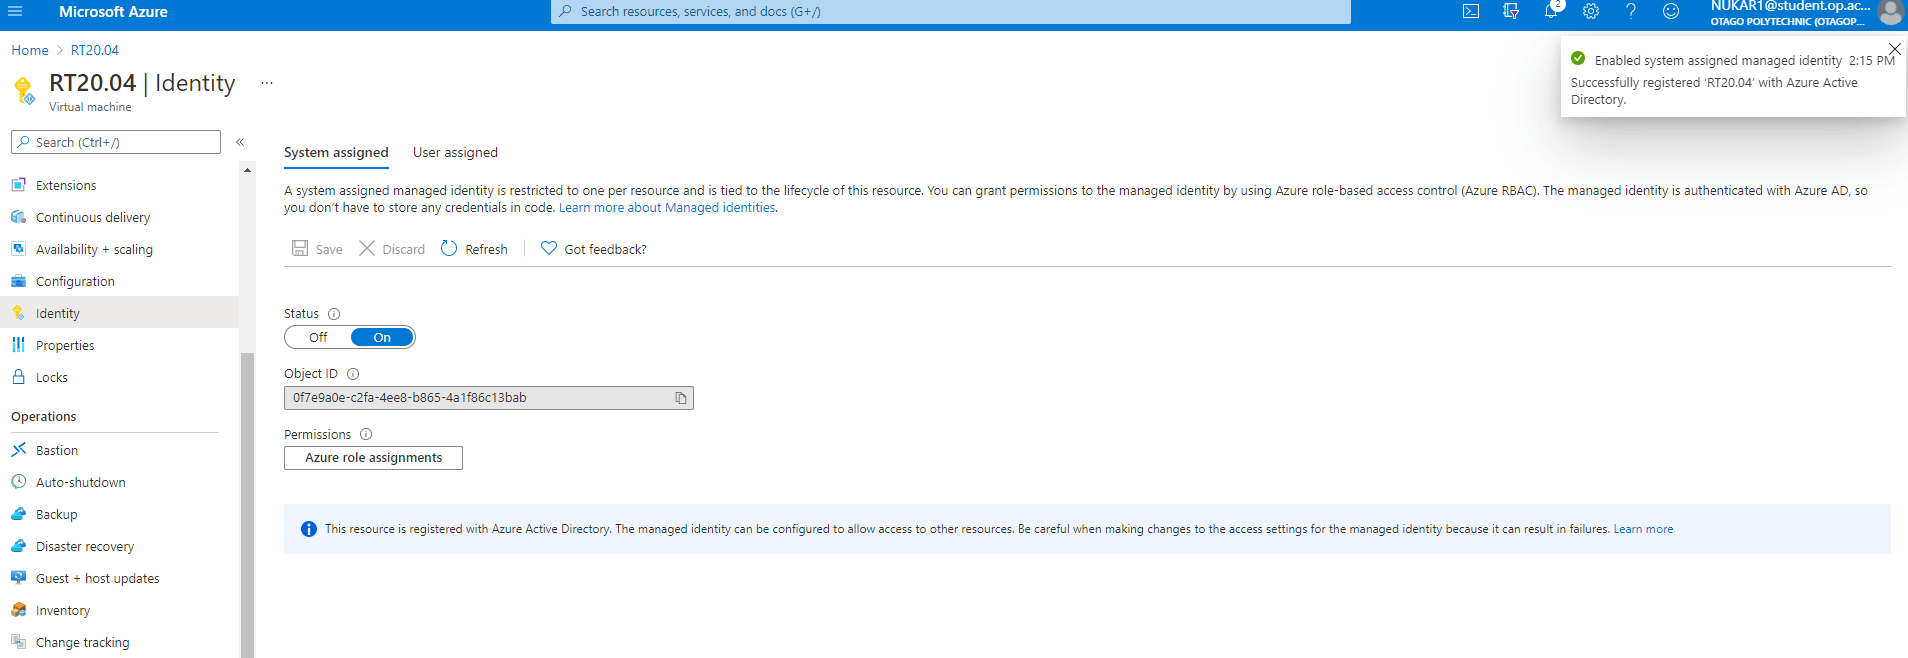 Microsoft Azure
Search resources, services, and docs (G+/)
2
NUKAR1@student.op.ac...
OTAGO POLYTECHNIC (OTAGOP...
Home > RT20.04
RT20.04 | Identity ...
Virtual machine
Enabled system assigned managed identity 2:15 PM
Successfully registered 'RT20.04' with Azure Active
Directory.
Search (Ctrl+/)
«
Extensions
Continuous delivery
Availability + scaling
Configuration
Identity
Properties
Locks
Operations
Bastion
Auto-shutdown
Backup
Disaster recovery
Guest + host updates
Inventory
Change tracking
System assigned User assigned
A system assigned managed identity is restricted to one per resource and is tied to the lifecycle of this resource. You can grant permissions to the managed identity by using Azure role-based access control (Azure RBAC). The managed identity is authenticated with Azure AD, so
you don't have to store any credentials in code. Learn more about Managed identities.
Save Discard Refresh Got feedback?
Status
Off On
Object ID
0f7e9a0e-c2fa-4ee8-b865-4a1f86c13bab
Permissions
Azure role assignments
This resource is registered with Azure Active Directory. The managed identity can be configured to allow access to other resources. Be careful when making changes to the access settings for the managed identity because it can result in failures. Learn more